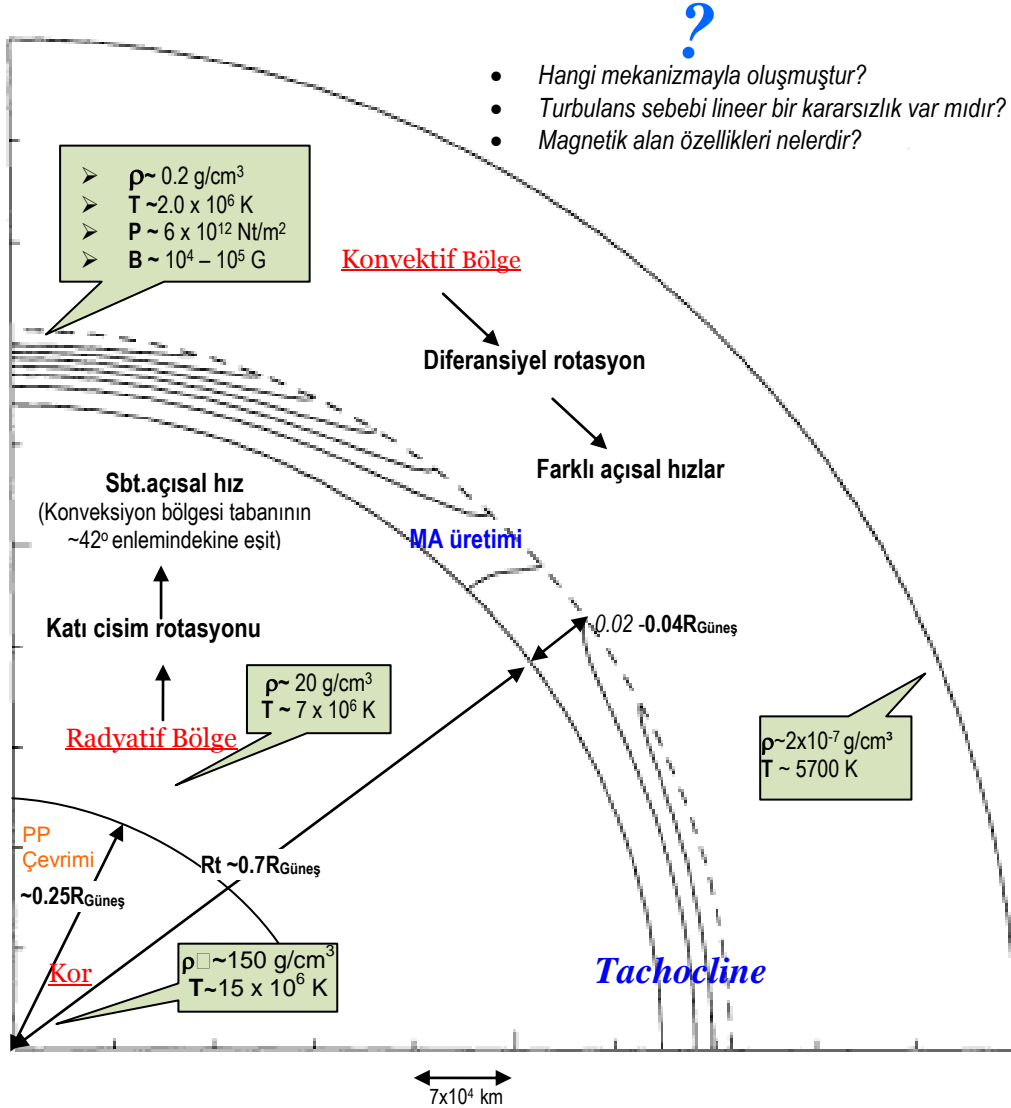 ?
• Hangi mekanizmayla oluşmuştur?
• Turbulans sebebi lineer bir kararsızlık var mıdır?
• Magnetik alan özellikleri nelerdir?
➢ ρ~ 0.2 g/cm³
➢ T ~2.0 x 10⁶ K
➢ P ~ 6 x 10¹² Nt/m²
➢ B ~ 10⁴ – 10⁵ G
Konvektif Bölge
Diferansiyel rotasyon
Farklı açısal hızlar
Sbt.açısal hız
(Konveksiyon bölgesi tabanının
~42º enlemindekine eşit)
MA üretimi
Katı cisim rotasyonu
0.02 -0.04RGüneş
ρ~ 20 g/cm³
T ~ 7 x 10⁶ K
Radyatif Bölge
ρ~2x10⁻⁷ g/cm³
T ~ 5700 K
PP
Çevrimi
Rt ~0.7RGüneş
~0.25RGüneş
Kor
ρ□~150 g/cm³
T~15 x 10⁶ K
Tachocline
7x10⁴ km